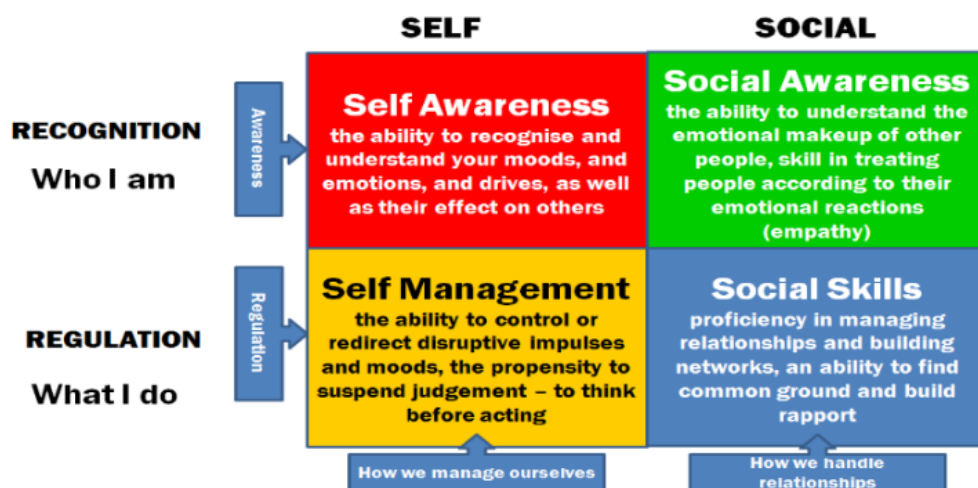 SELF
SOCIAL
RECOGNITION
Who I am
Awareness
Self Awareness
the ability to recognise and
understand your moods, and
emotions, and drives, as well
as their effect on others
Social Awareness
the ability to understand the
emotional makeup of other
people, skill in treating
people according to their
emotional reactions
(empathy)
REGULATION
What I do
Regulation
Self Management
the ability to control or
redirect disruptive impulses
and moods, the propensity to
suspend judgement – to think
before acting
Social Skills
proficiency in managing
relationships and building
networks, an ability to find
common ground and build
rapport
How we manage ourselves
How we handle
relationships